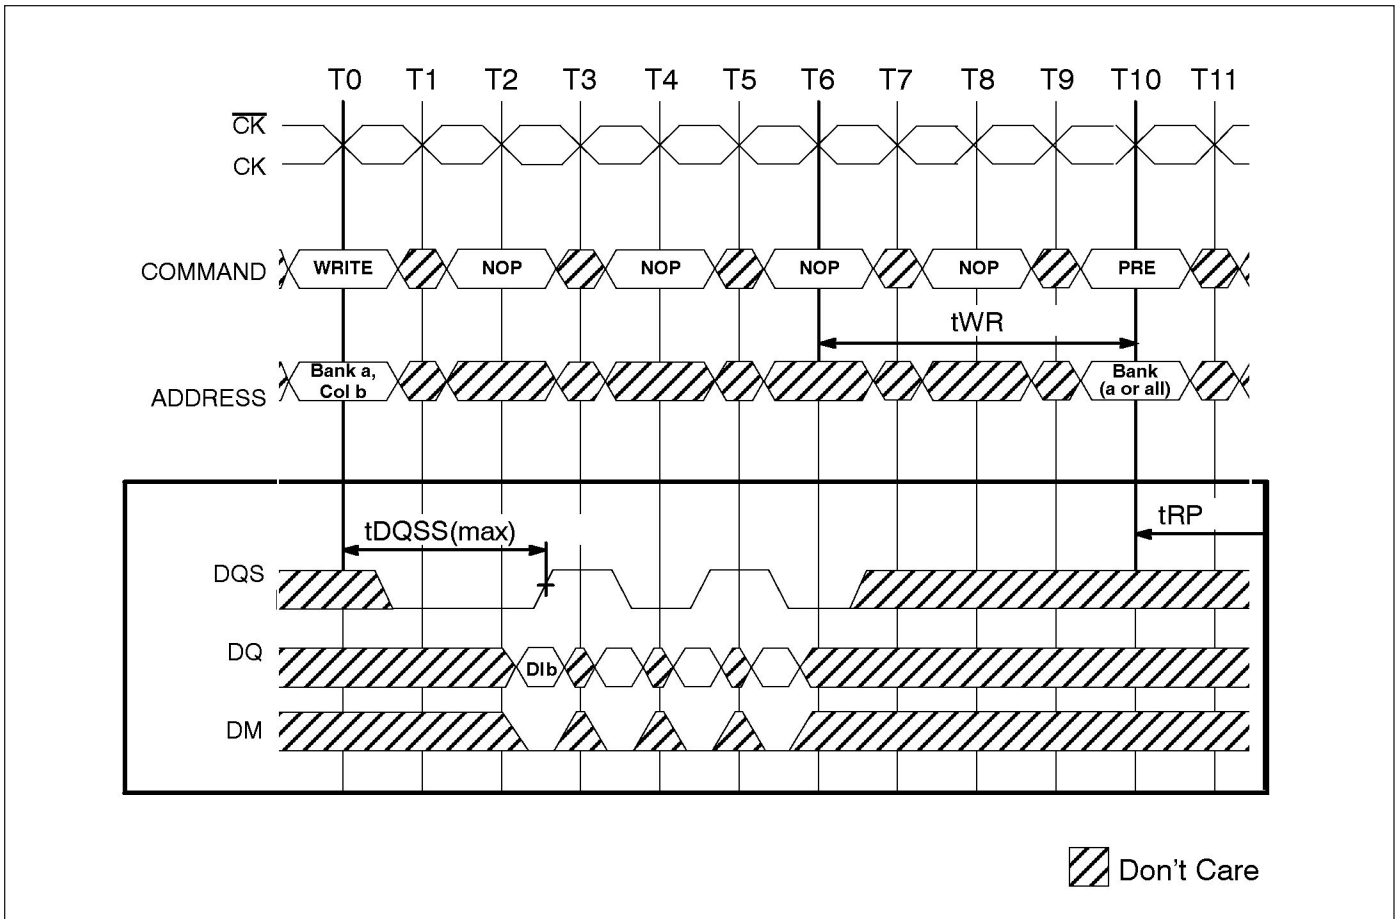 T0 T1 T2 T3 T4 T5 T6 T7 T8 T9 T10 T11
C̅K̅
CK
COMMAND WRITE NOP NOP NOP NOP PRE
tWR
ADDRESS Bank a, Col b Bank (a or all)
tDQSS(max) tRP
DQS
DQ DIb
DM
Don't Care